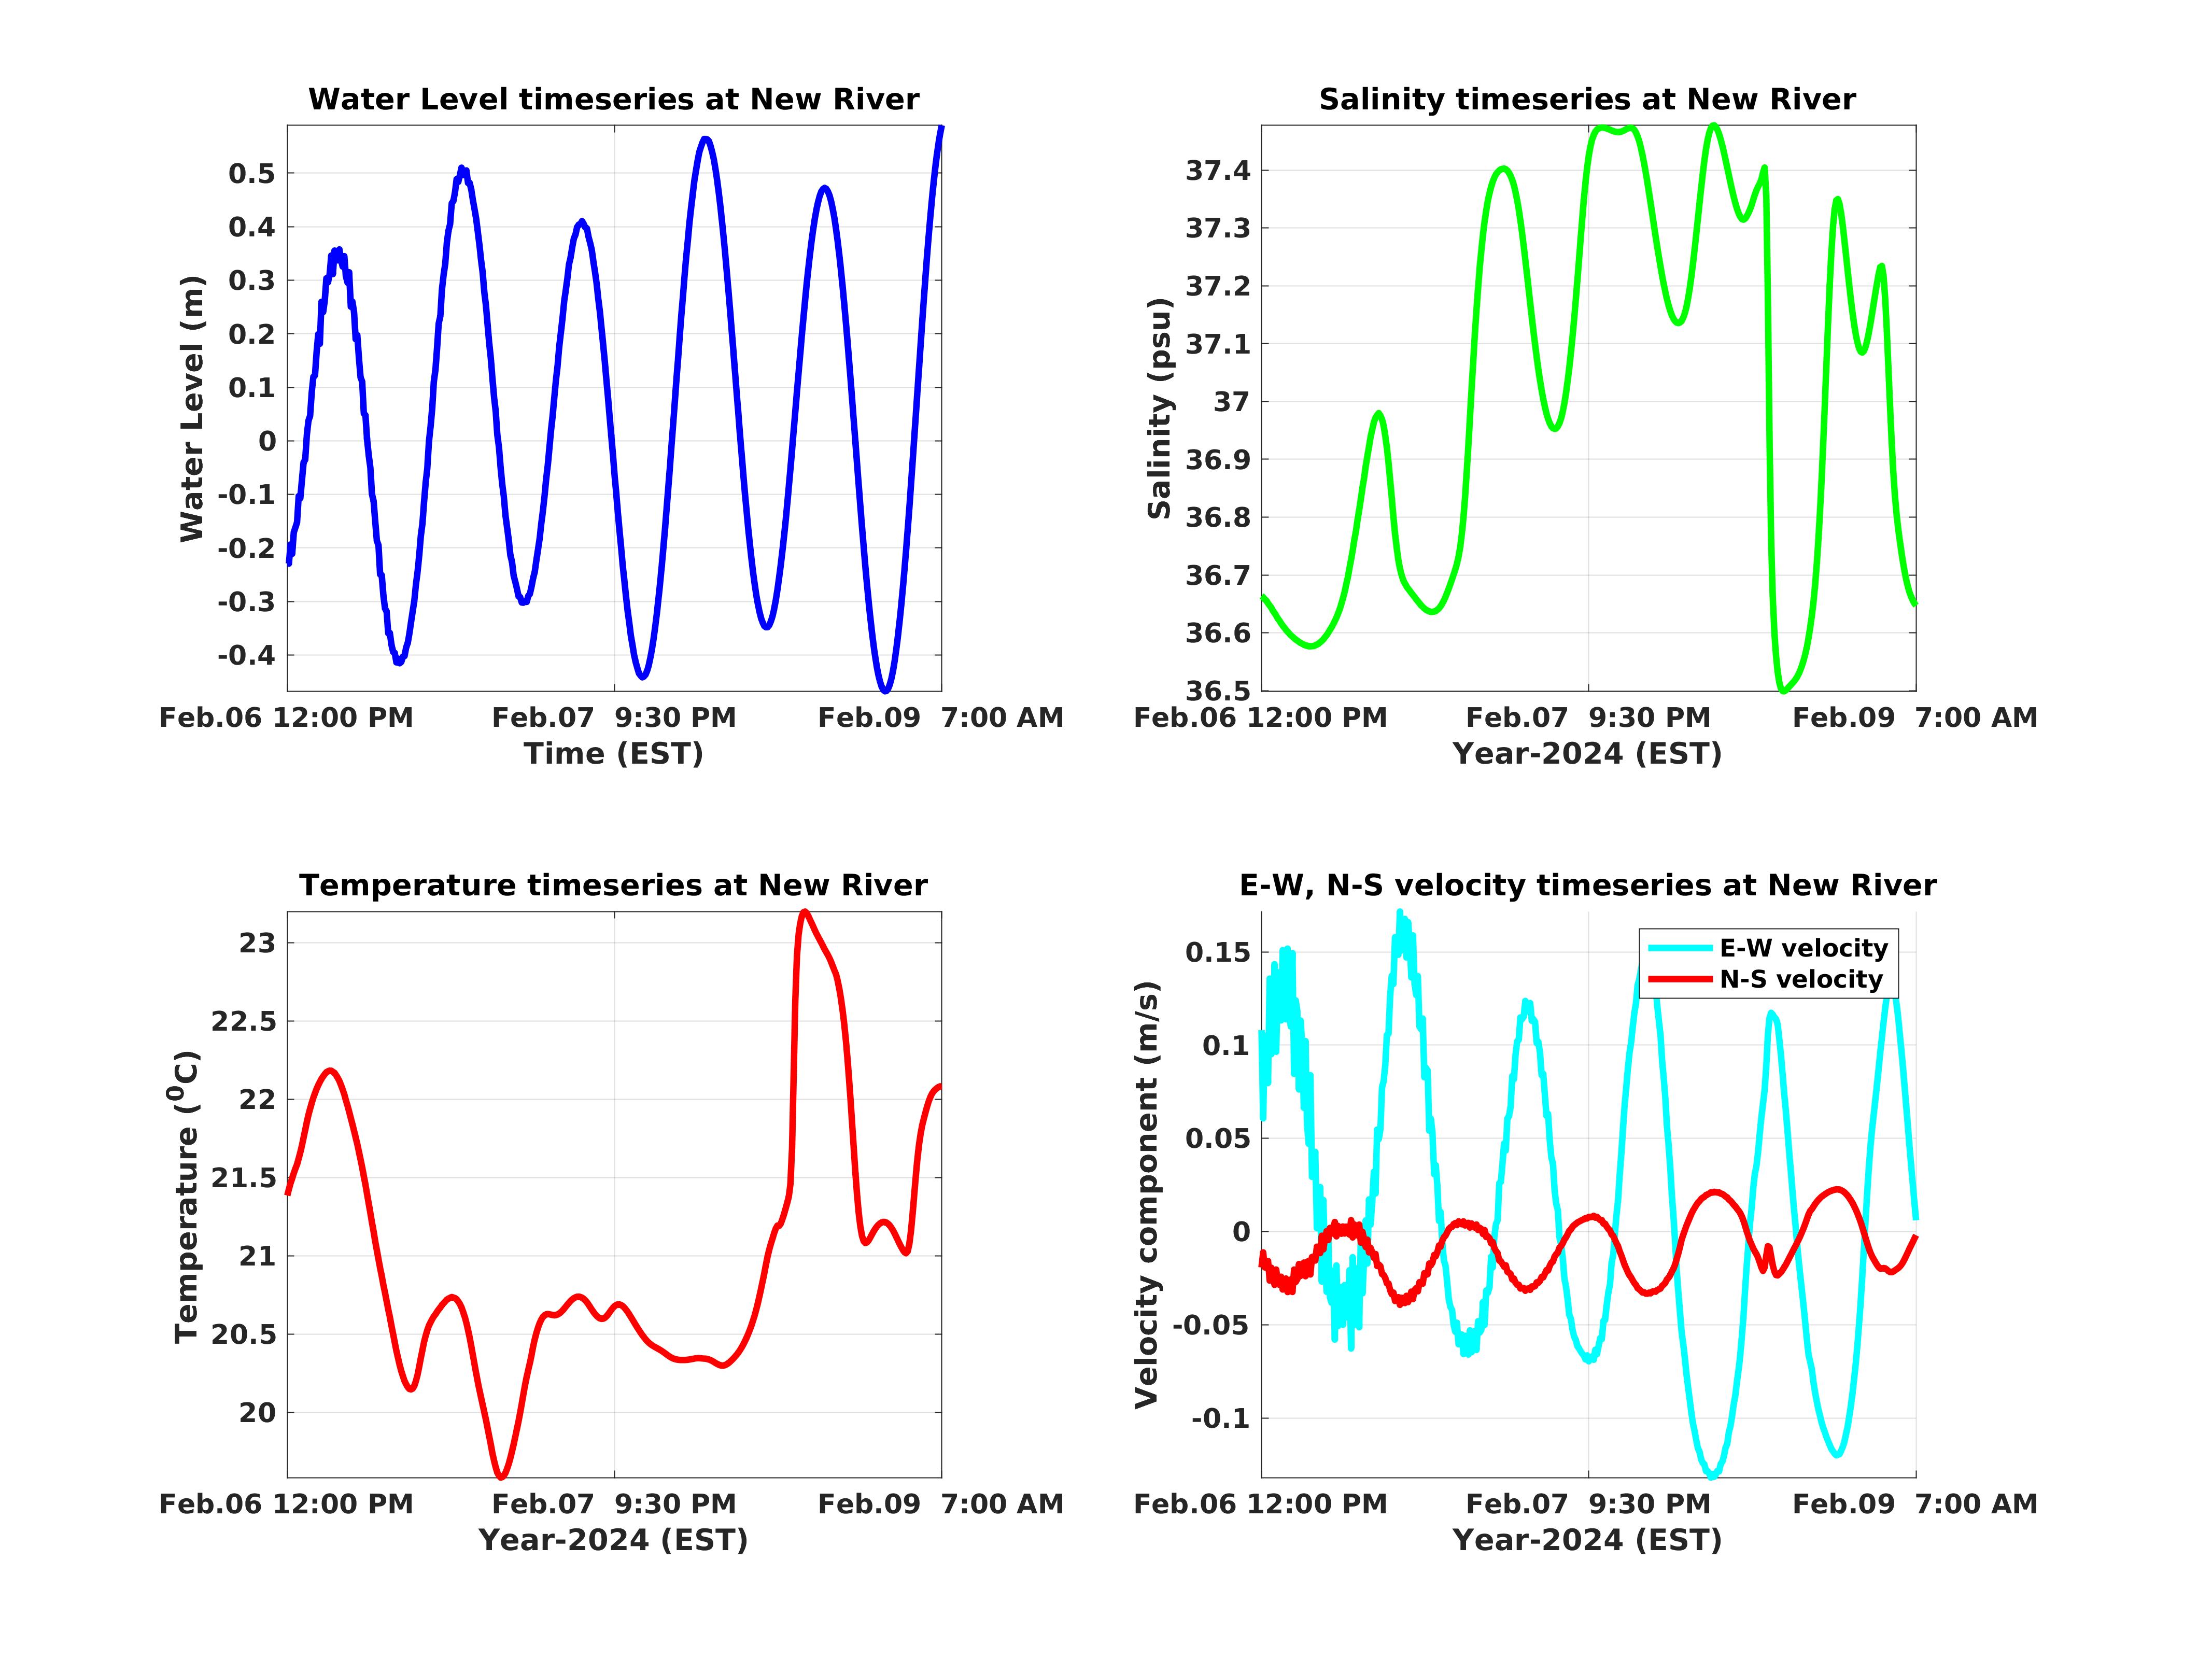 Water Level timeseries at New River
Water Level (m)
0.5
0.4
0.3
0.2
0.1
0
-0.1
-0.2
-0.3
-0.4
Feb.06 12:00 PM Feb.07 9:30 PM Feb.09 7:00 AM
Time (EST)
Salinity timeseries at New River
Salinity (psu)
37.4
37.3
37.2
37.1
37
36.9
36.8
36.7
36.6
36.5
Feb.06 12:00 PM Feb.07 9:30 PM Feb.09 7:00 AM
Year-2024 (EST)
Temperature timeseries at New River
Temperature (⁰C)
23
22.5
22
21.5
21
20.5
20
Feb.06 12:00 PM Feb.07 9:30 PM Feb.09 7:00 AM
Year-2024 (EST)
E-W, N-S velocity timeseries at New River
Velocity component (m/s)
E-W velocity
N-S velocity
0.15
0.1
0.05
0
-0.05
-0.1
Feb.06 12:00 PM Feb.07 9:30 PM Feb.09 7:00 AM
Year-2024 (EST)